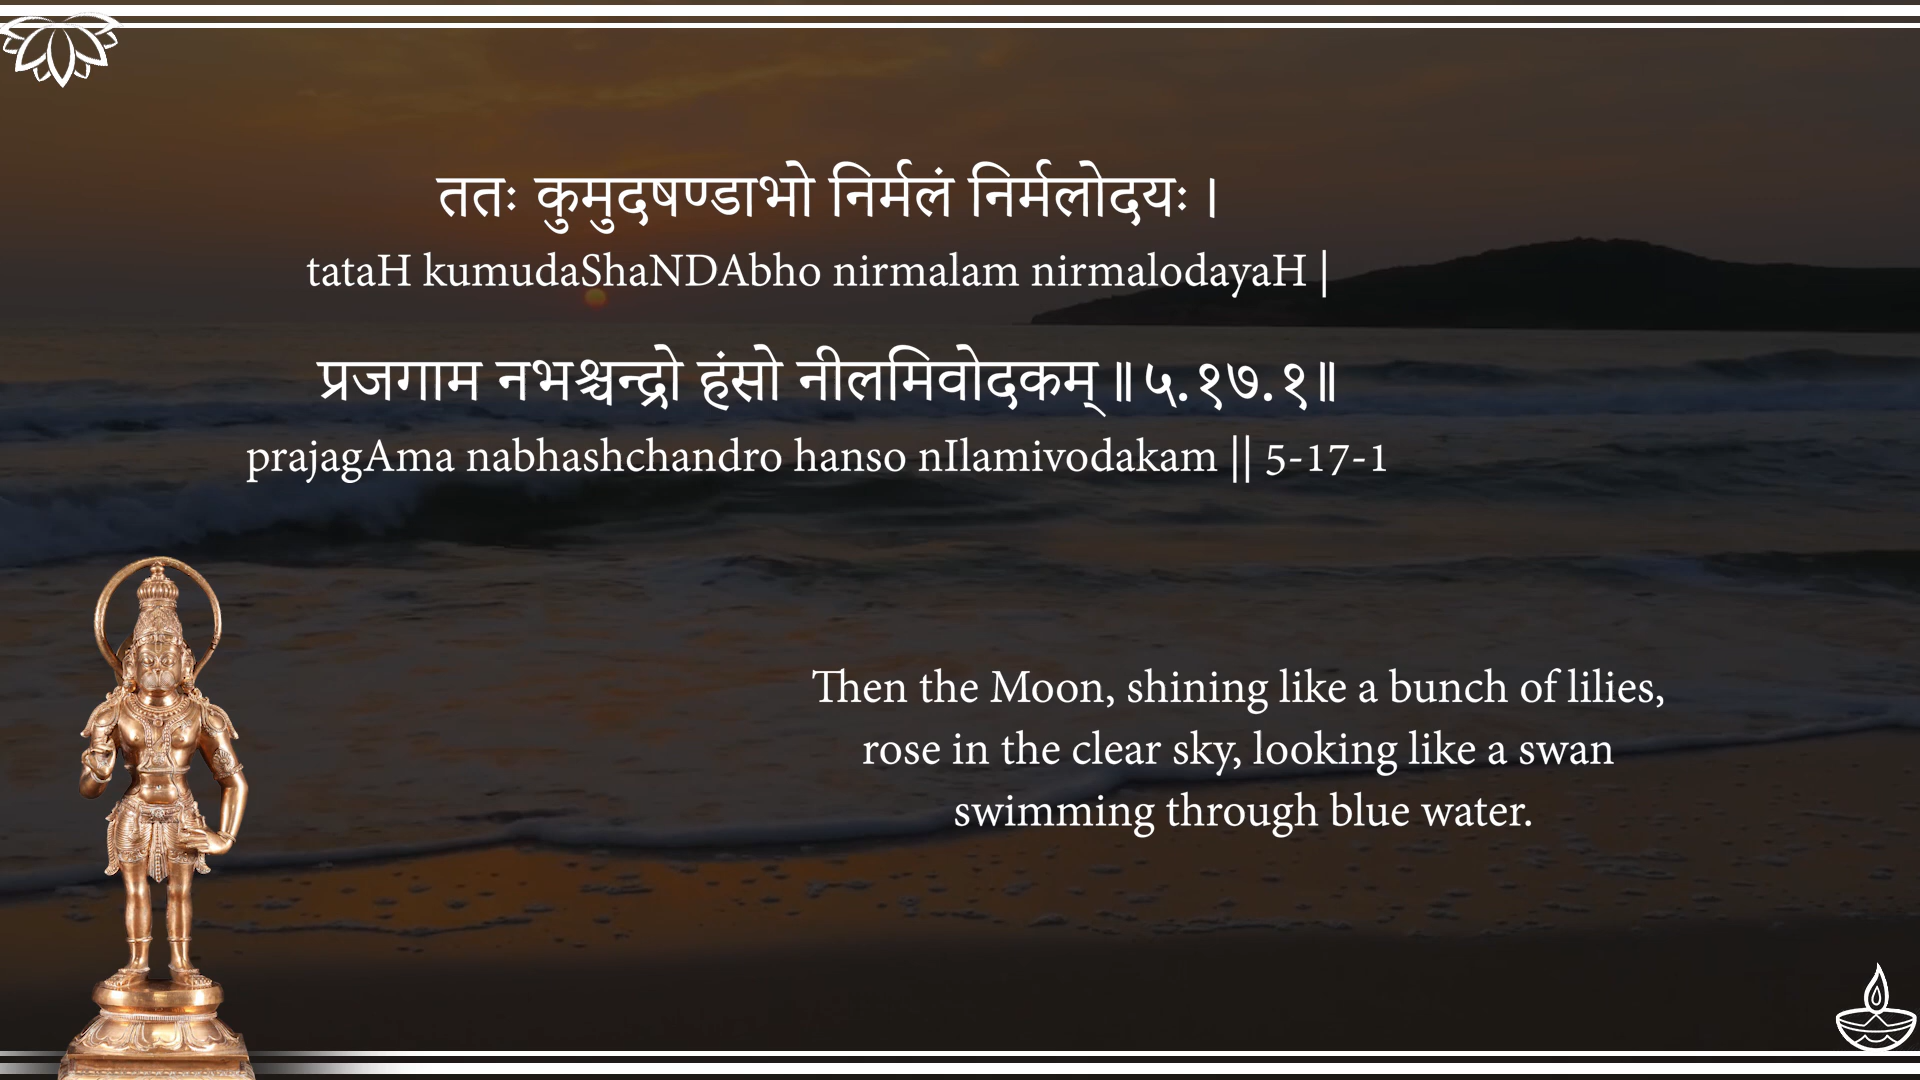 ततः कुमुदषण्डाभो निर्मलं निर्मलोदयः ।
tataH kumudaShaNDAbho nirmalam nirmalodayaH |
प्रजगाम नभश्चन्द्रो हंसो नीलमिवोदकम् ॥५.१७.१॥
prajagAma nabhashchandro hanso nIlamivodakam || 5-17-1
Then the Moon, shining like a bunch of lilies,
rose in the clear sky, looking like a swan
swimming through blue water.